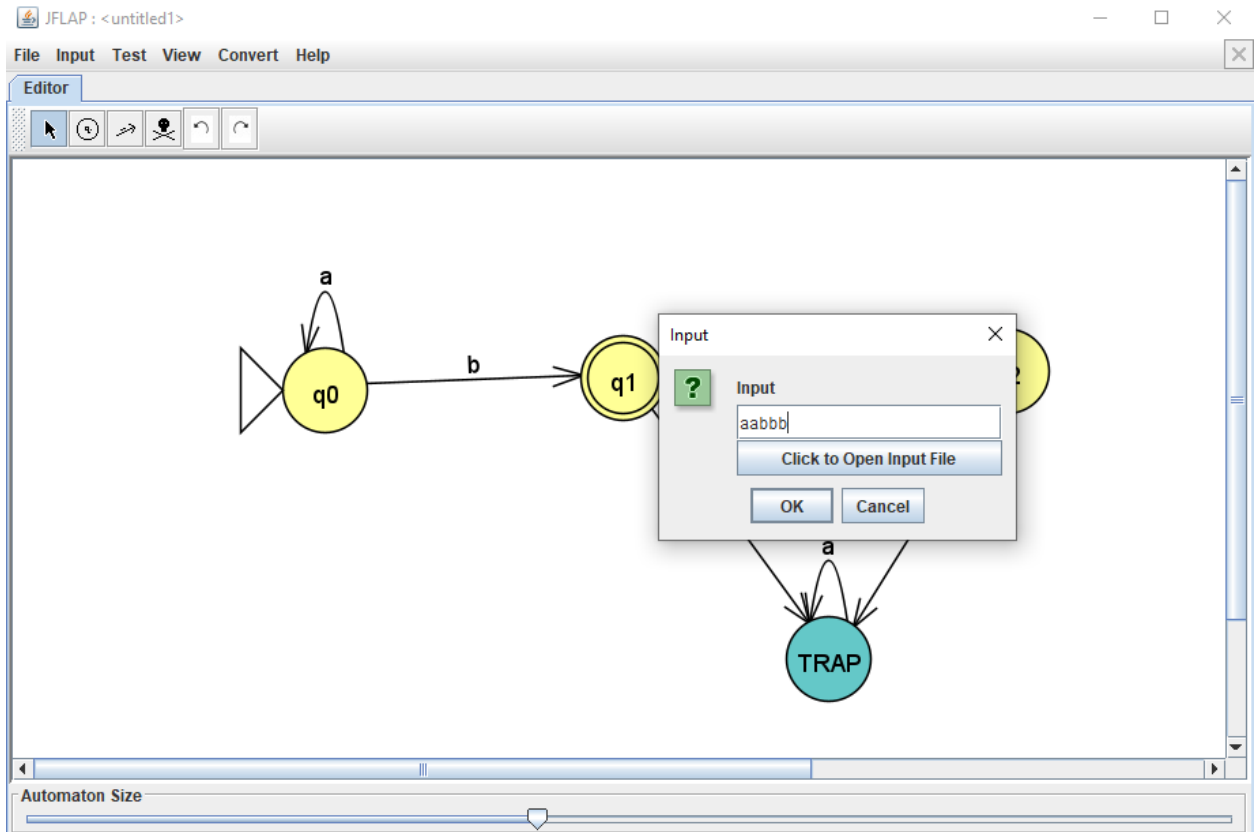 JFLAP : <untitled1>
File Input Test View Convert Help
Editor
a
b
q0
q1
2
Input
?
Input
aabbb
Click to Open Input File
OK Cancel
a
TRAP
Automaton Size